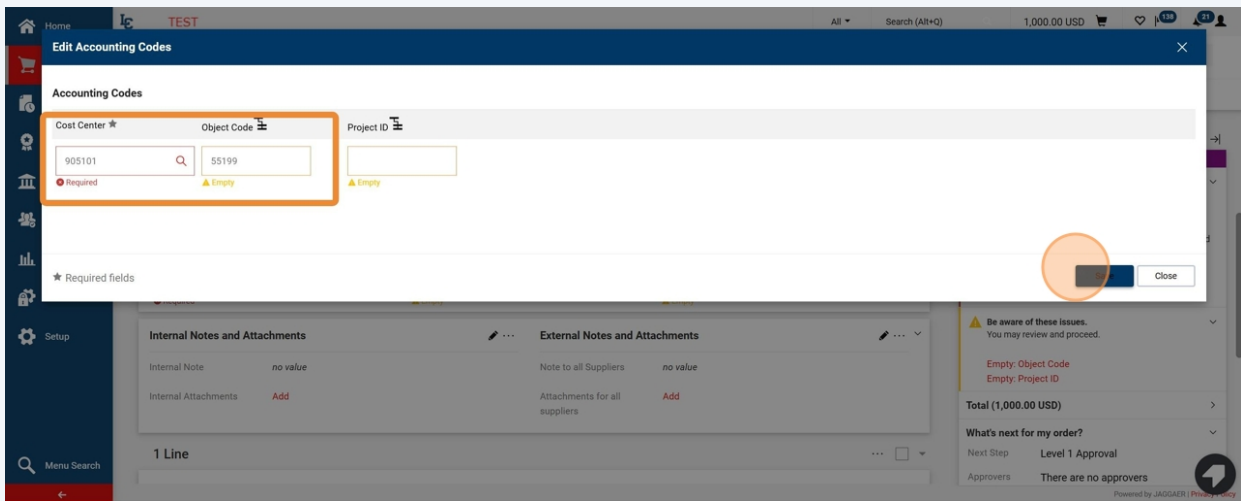 Home
LE TEST
All
Search (Alt+Q)
1,000.00 USD
138
21
Edit Accounting Codes
Accounting Codes
Cost Center Object Code Project ID
905101 55199
Required Empty Empty
Required fields
Close
Setup
Internal Notes and Attachments
Internal Note no value
Internal Attachments Add
External Notes and Attachments
Note to all Suppliers no value
Attachments for all suppliers Add
1 Line
Be aware of these issues.
You may review and proceed.
Empty: Object Code
Empty: Project ID
Total (1,000.00 USD)
What's next for my order?
Next Step Level 1 Approval
Approvers There are no approvers
Menu Search
Powered by JAGGAER | Privacy Policy